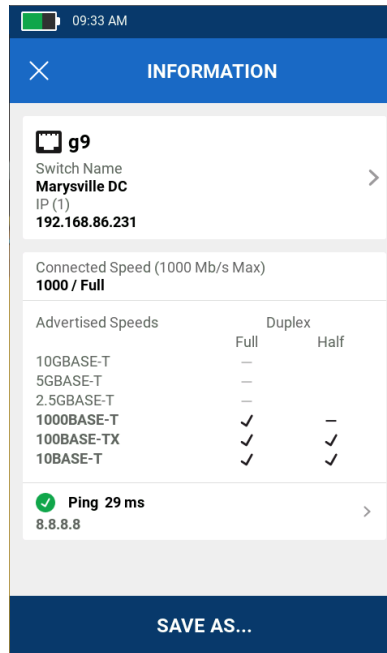 09:33 AM
INFORMATION
g9
Switch Name
Marysville DC
IP (1)
192.168.86.231
Connected Speed (1000 Mb/s Max)
1000 / Full
Advertised Speeds Duplex
Full Half
10GBASE-T —
5GBASE-T —
2.5GBASE-T —
1000BASE-T ✓ –
100BASE-TX ✓ ✓
10BASE-T ✓ ✓
Ping 29 ms
8.8.8.8
SAVE AS...